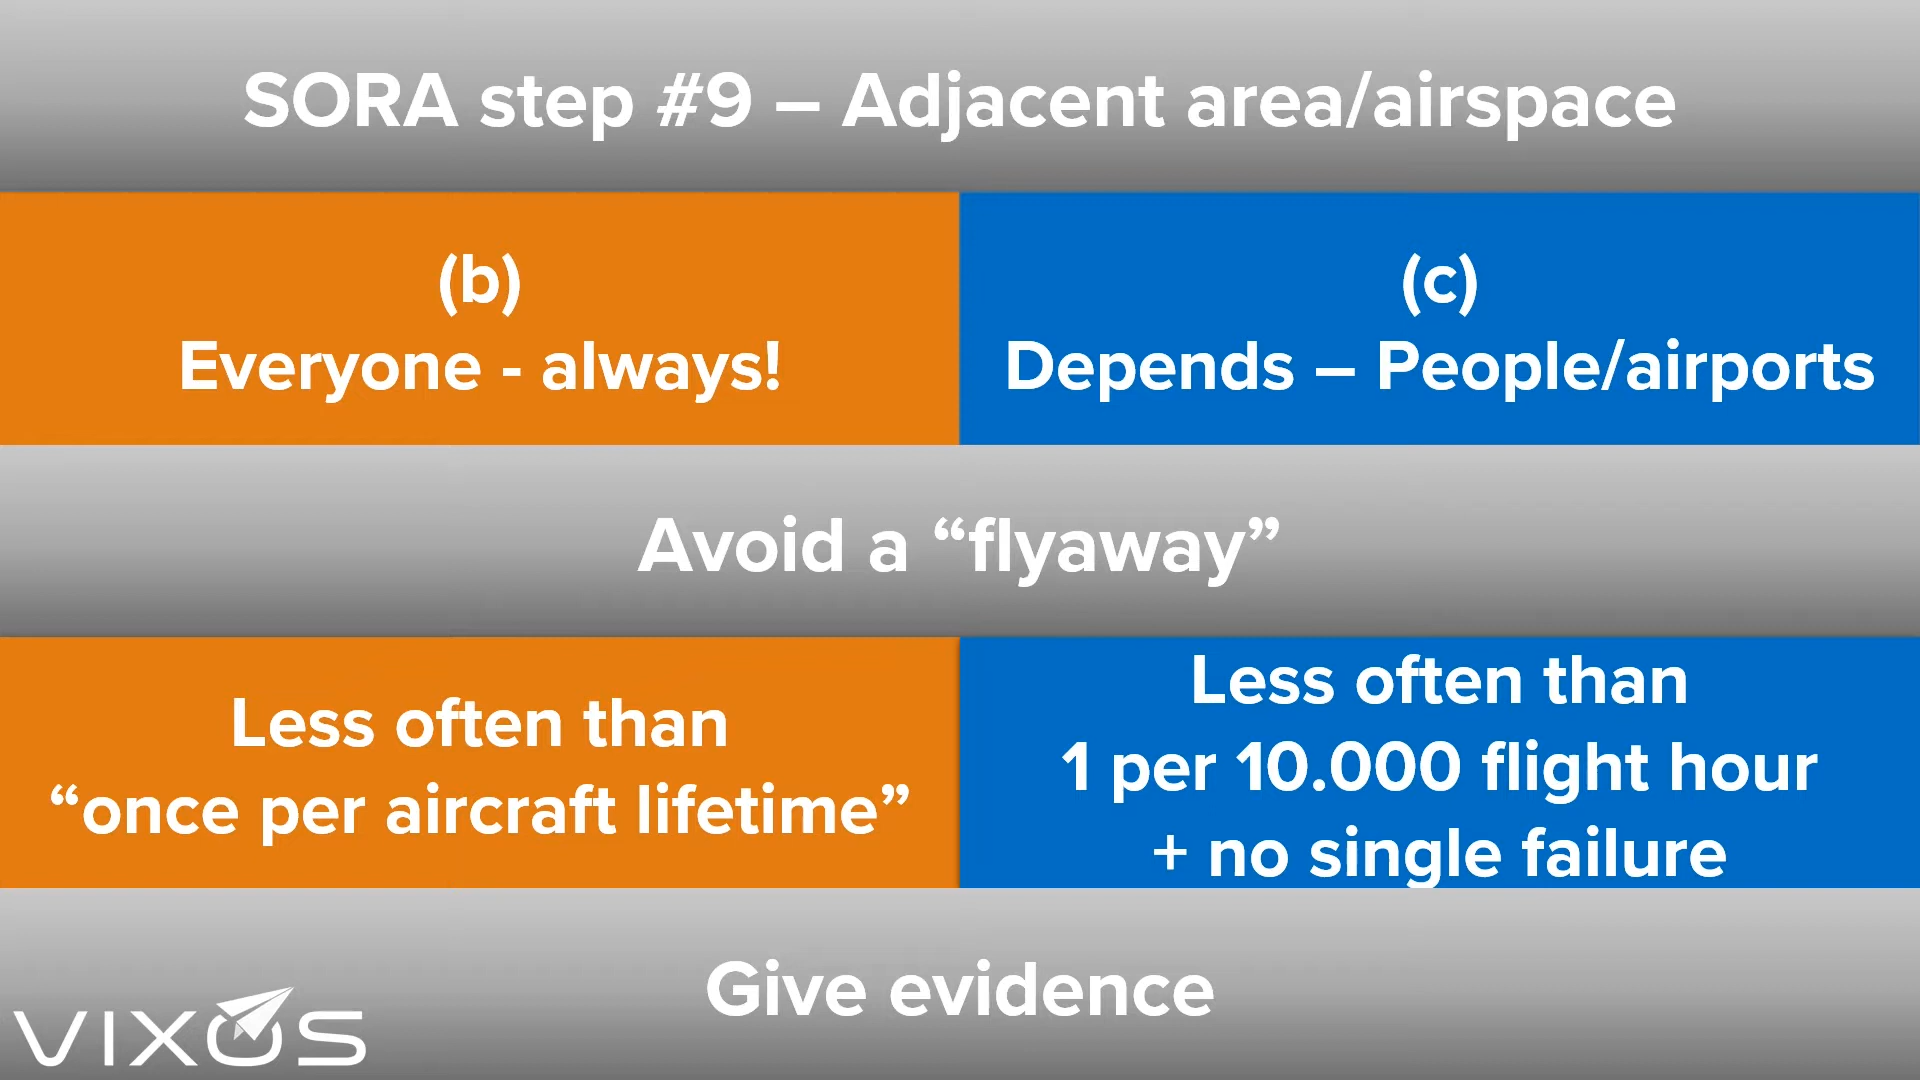 SORA step #9 – Adjacent area/airspace
(b)
Everyone - always!
(c)
Depends – People/airports
Avoid a “flyaway”
Less often than
“once per aircraft lifetime”
Less often than
1 per 10.000 flight hour
+ no single failure
Give evidence
VIXOS